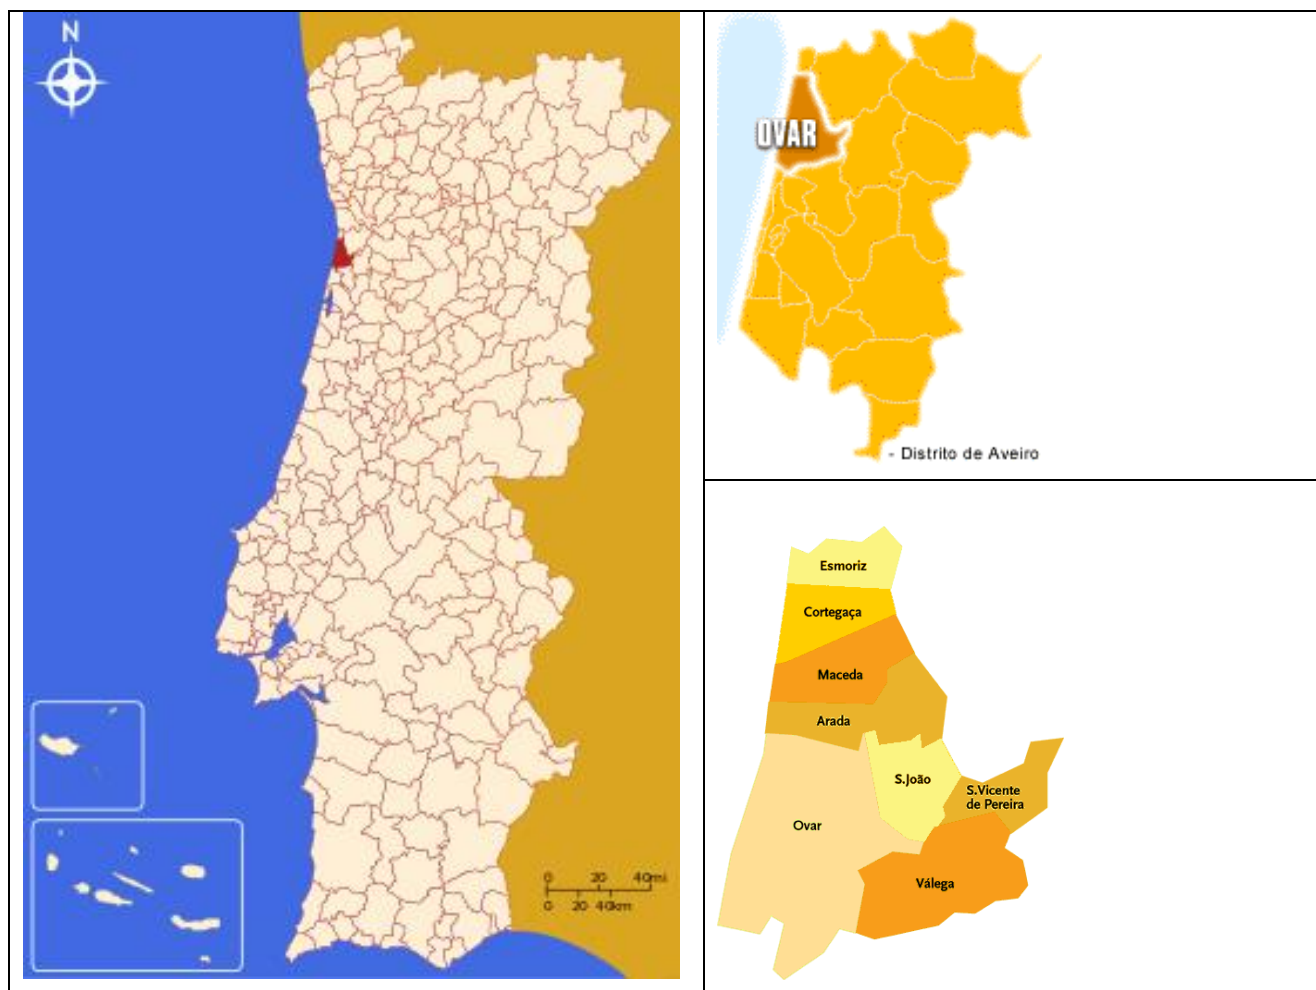 N
0 20 40mi
0 20 40km
OVAR
- Distrito de Aveiro
Esmoriz
Cortegaça
Maceda
Arada
S.João
S.Vicente
de Pereira
Ovar
Válega